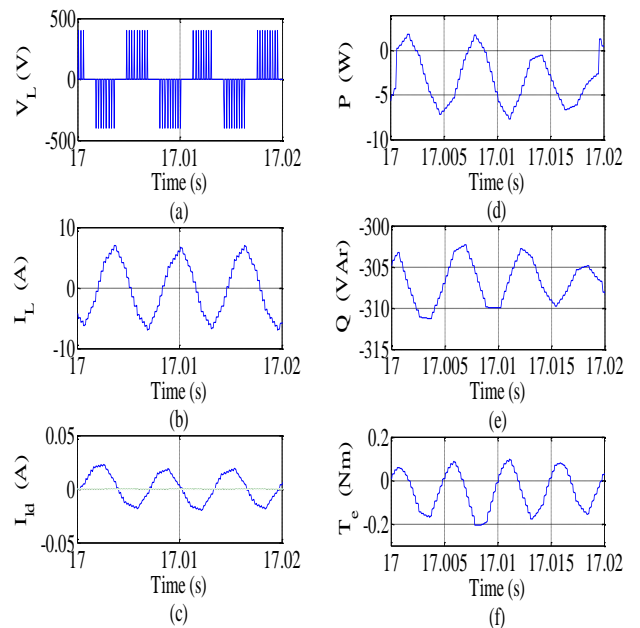 500
0
-500
V_L (V)
17
17.01
17.02
Time (s)
(a)
10
0
-10
I_L (A)
17
17.01
17.02
Time (s)
(b)
0.05
0
-0.05
I_ld (A)
17
17.01
17.02
Time (s)
(c)
0
-5
-10
P (W)
17
17.005
17.01
17.015
17.02
Time (s)
(d)
-300
-305
-310
-315
Q (VAr)
17
17.005
17.01
17.015
17.02
Time (s)
(e)
0.2
0
-0.2
T_e (Nm)
17
17.005
17.01
17.015
17.02
Time (s)
(f)